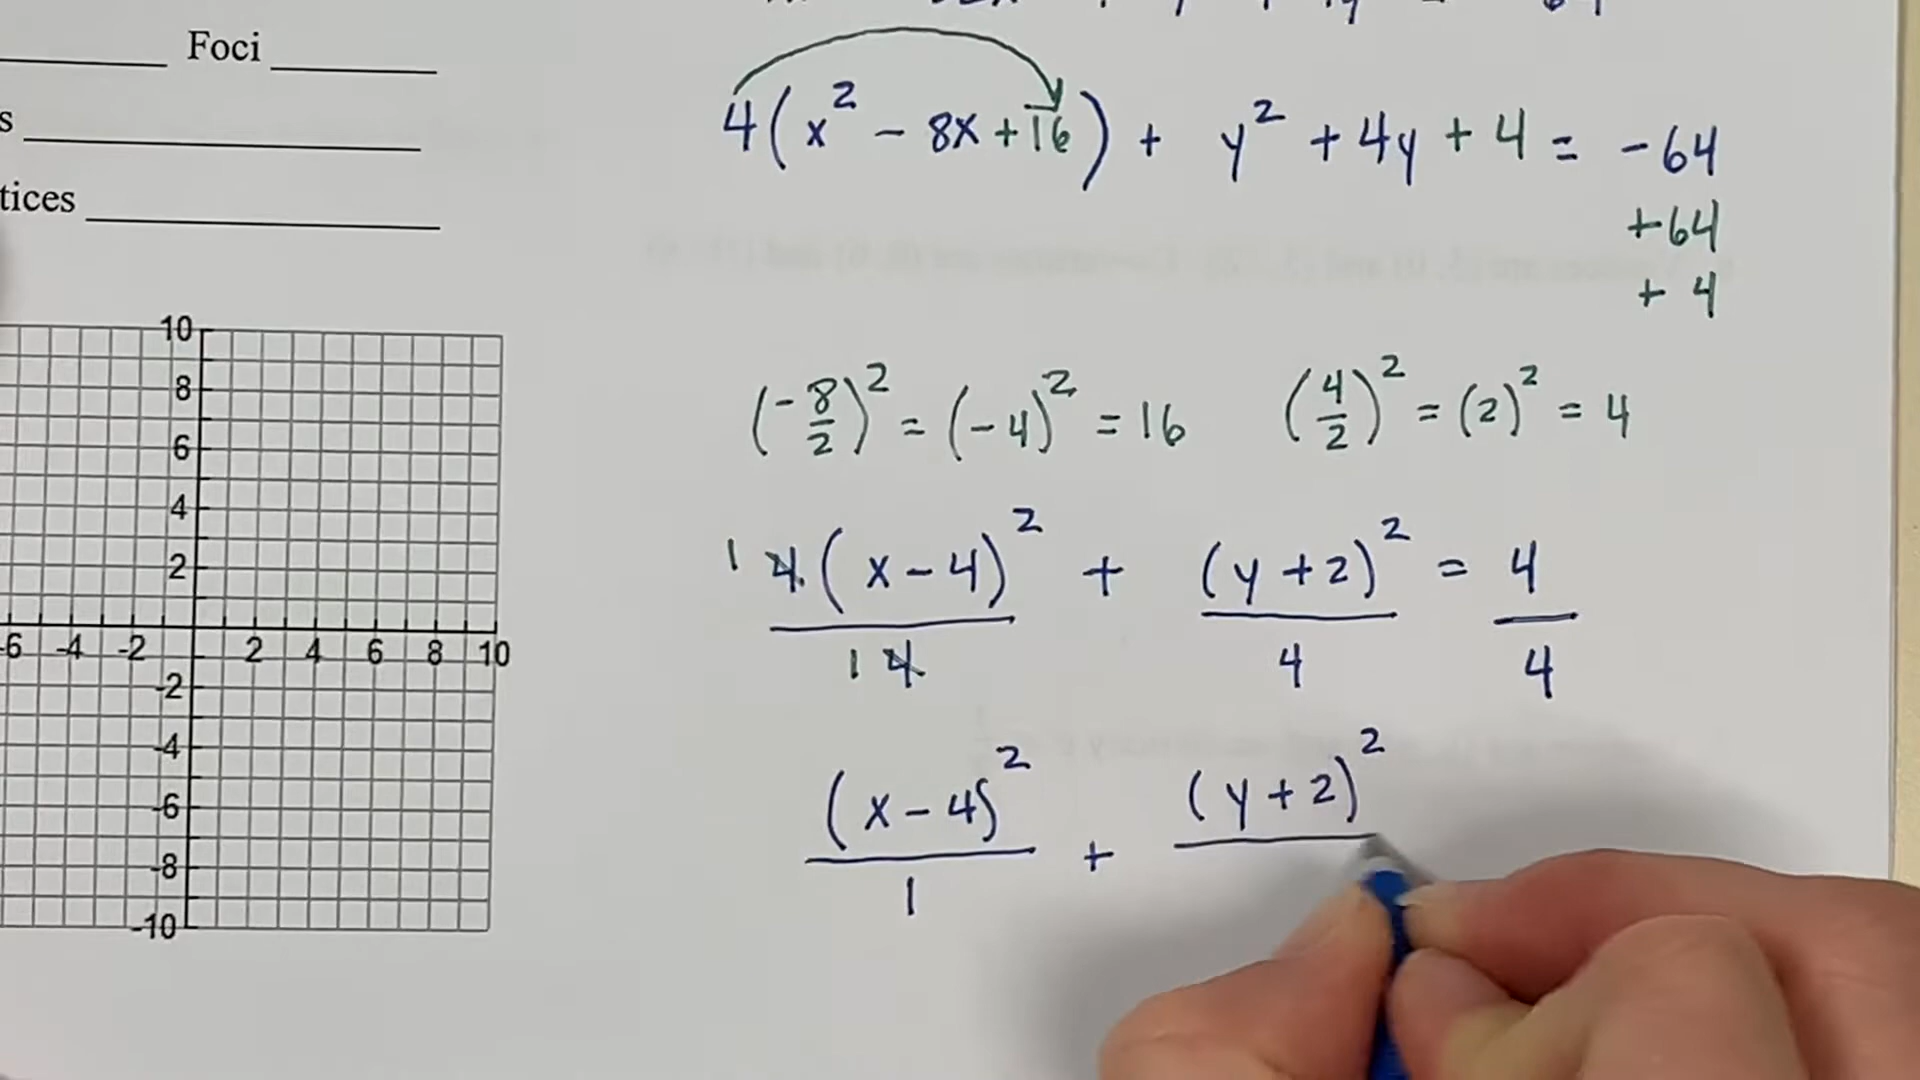 Foci
s
tices
4(x² - 8x + 16) + y² + 4y + 4 = -64
+64
+ 4
(-8/2)² = (-4)² = 16 (4/2)² = (2)² = 4
1 4(x - 4)² + (y + 2)² = 4
1 4 4 4
(x - 4)² + (y + 2)²
1
10
8
6
4
2
-6 -4 -2 2 4 6 8 10
-2
-4
-6
-8
-10